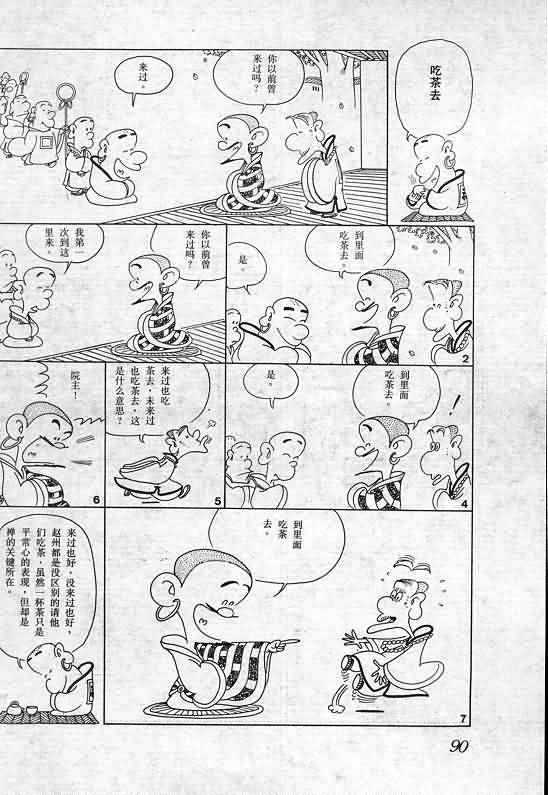 吃茶去
你以前曾
来过吗?
来过。
到里面
吃茶去。
是。
2
你以前曾
来过吗?
我第一
次到这
里来。
到里面
吃茶去。
是。
!
4
来过也吃
茶去,未来过
也吃茶去,这
是什么意思?
5
院主!
6
到里面
吃茶
去。
7
来过也好,没来过也好,
赵州都是没区别的请他
们吃茶,虽然一杯茶只是
平常心的表现,但却是
禅的关键所在。
90